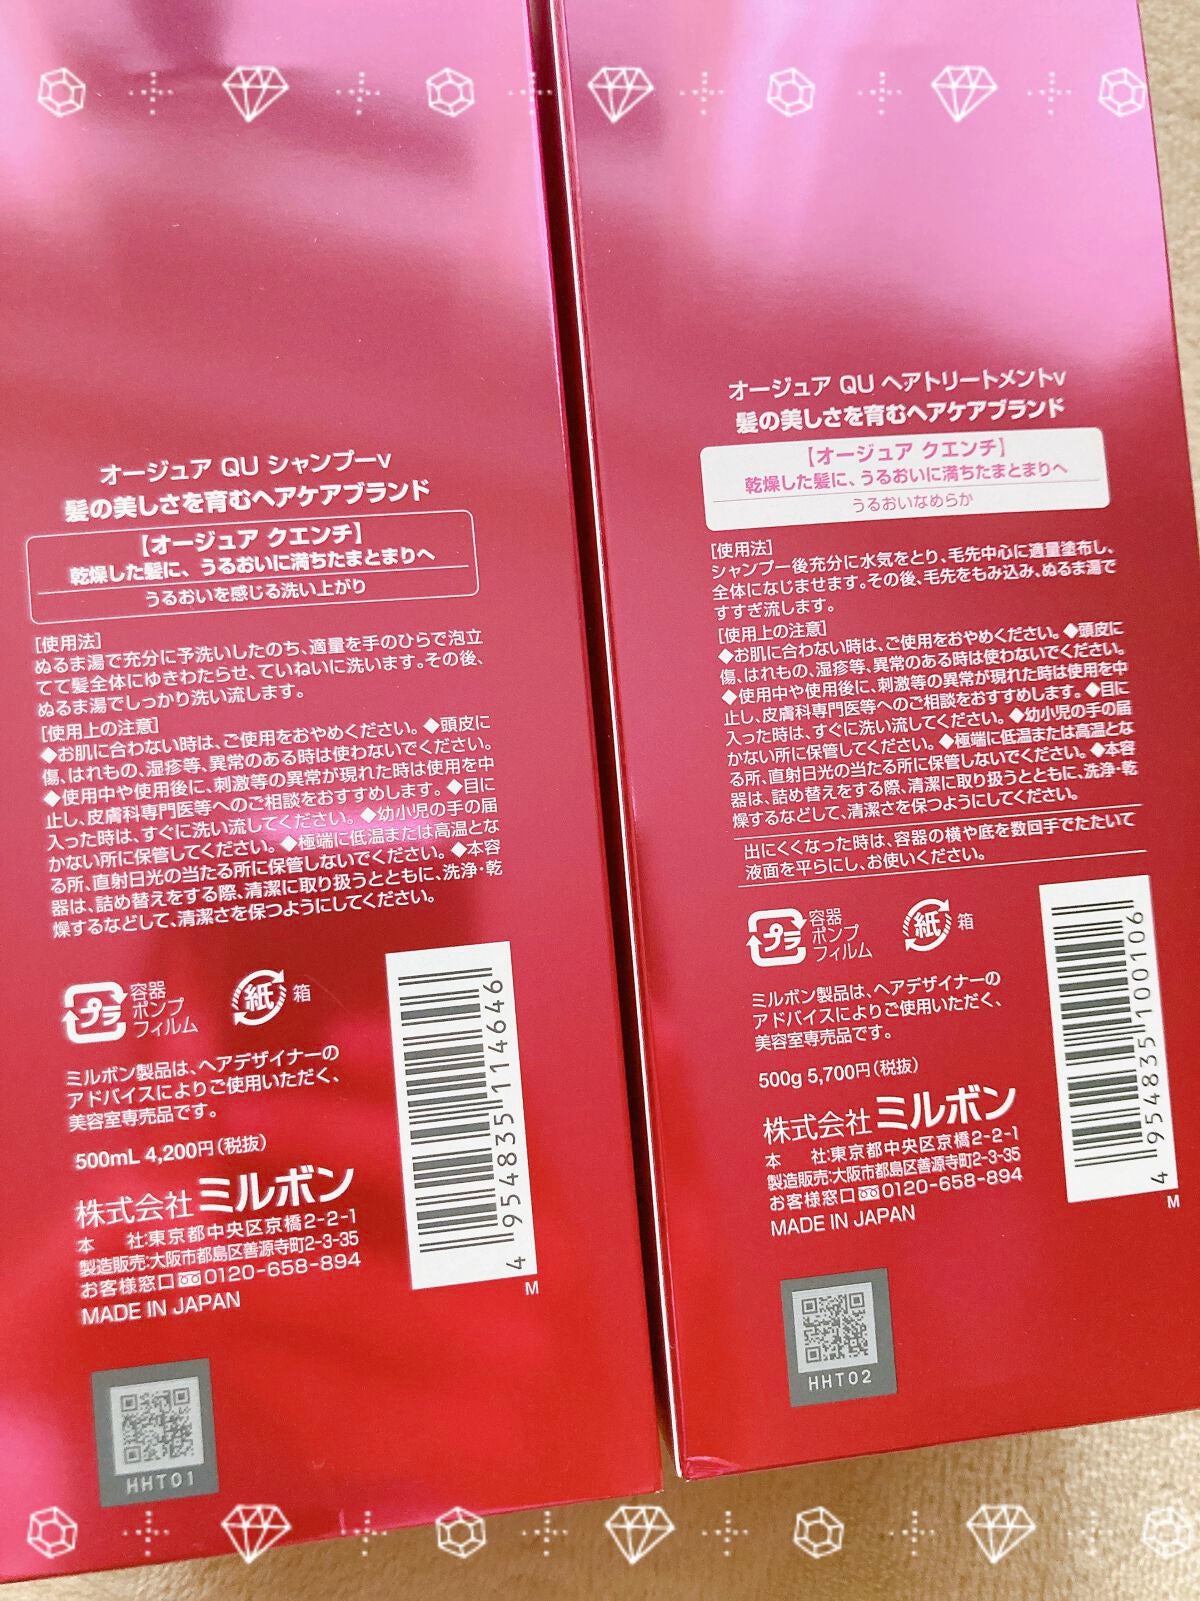 オージュア QU シャンプーv
髪の美しさを育むヘアケアブランド
【オージュア クエンチ】
乾燥した髪に、うるおいに満ちたまとまりへ
うるおいを感じる洗い上がり
[使用法]
ぬるま湯で充分に予洗いしたのち、適量を手のひらで泡立
てて髪全体にゆきわたらせ、ていねいに洗います。その後、
ぬるま湯でしっかり洗い流します。
[使用上の注意]
◆お肌に合わない時は、ご使用をおやめください。◆頭皮に
傷、はれもの、湿疹等、異常のある時は使わないでください。
◆使用中や使用後に、刺激等の異常が現れた時は使用を中
止し、皮膚科専門医等へのご相談をおすすめします。◆目に
入った時は、すぐに洗い流してください。◆幼小児の手の届
かない所に保管してください。◆極端に低温または高温とな
る所、直射日光の当たる所に保管しないでください。◆本容
器は、詰め替えをする際、清潔に取り扱うとともに、洗浄・乾
燥するなどして、清潔さを保つようにしてください。
プラ
容器
ポンプ
フィルム
紙
箱
ミルボン製品は、ヘアデザイナーの
アドバイスによりご使用いただく、
美容室専売品です。
500mL 4,200円(税抜)
株式会社ミルボン
本　社:東京都中央区京橋2-2-1
製造販売:大阪市都島区善源寺町2-3-35
お客様窓口 0120-658-894
MADE IN JAPAN
4 954835 114646
M
HHT01
オージュア QU ヘアトリートメントv
髪の美しさを育むヘアケアブランド
【オージュア クエンチ】
乾燥した髪に、うるおいに満ちたまとまりへ
うるおいなめらか
[使用法]
シャンプー後充分に水気をとり、毛先中心に適量塗布し、
全体になじませます。その後、毛先をもみ込み、ぬるま湯で
すすぎ流します。
[使用上の注意]
◆お肌に合わない時は、ご使用をおやめください。◆頭皮に
傷、はれもの、湿疹等、異常のある時は使わないでください。
◆使用中や使用後に、刺激等の異常が現れた時は使用を中
止し、皮膚科専門医等へのご相談をおすすめします。◆目に
入った時は、すぐに洗い流してください。◆幼小児の手の届
かない所に保管してください。◆極端に低温または高温とな
る所、直射日光の当たる所に保管しないでください。◆本容
器は、詰め替えをする際、清潔に取り扱うとともに、洗浄・乾
燥するなどして、清潔さを保つようにしてください。
出にくくなった時は、容器の横や底を数回手でたたいて
液面を平らにし、お使いください。
プラ
容器
ポンプ
フィルム
紙
箱
ミルボン製品は、ヘアデザイナーの
アドバイスによりご使用いただく、
美容室専売品です。
500g 5,700円(税抜)
株式会社ミルボン
本　社:東京都中央区京橋2-2-1
製造販売:大阪市都島区善源寺町2-3-35
お客様窓口 0120-658-894
MADE IN JAPAN
4 954835 100106
M
HHT02